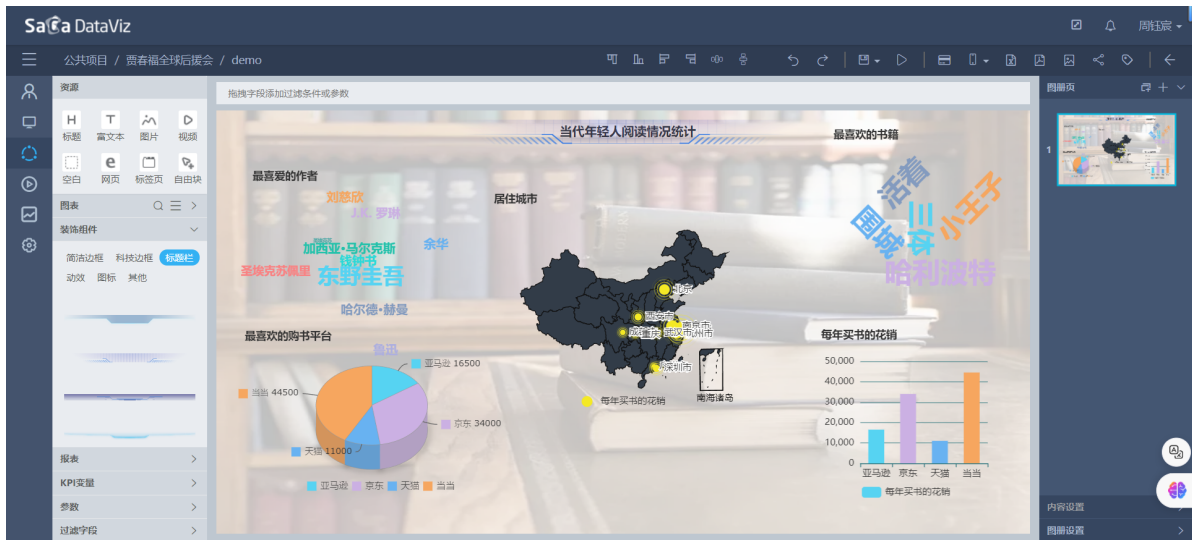 SaCa DataViz
周钰宸
公共项目 / 贾春福全球后援会 / demo
资源
H T
标题 富文本 图片 视频
e
空白 网页 标签页 自由块
图表
装饰组件
简洁边框 科技边框 标题栏
动效 图标 其他
报表
KPI变量
参数
过滤字段
拖拽字段添加过滤条件或参数
当代年轻人阅读情况统计
最喜欢的书籍
最喜爱的作者
刘慈欣
J.K. 罗琳
加西亚·马尔克斯
余华
钱钟书
圣埃克苏佩里
东野圭吾
哈尔德·赫曼
鲁迅
居住城市
北京
西安市
南京市
重庆
武汉市
州市
深圳市
每年买书的花销
南海诸岛
活着
围城
三体
小王子
哈利波特
最喜欢的购书平台
亚马逊 16500
当当 44500
京东 34000
天猫 11000
亚马逊 京东 天猫 当当
每年买书的花销
50,000
40,000
30,000
20,000
10,000
0
亚马逊 京东 天猫 当当
每年买书的花销
图册页
1
内容设置
图册设置